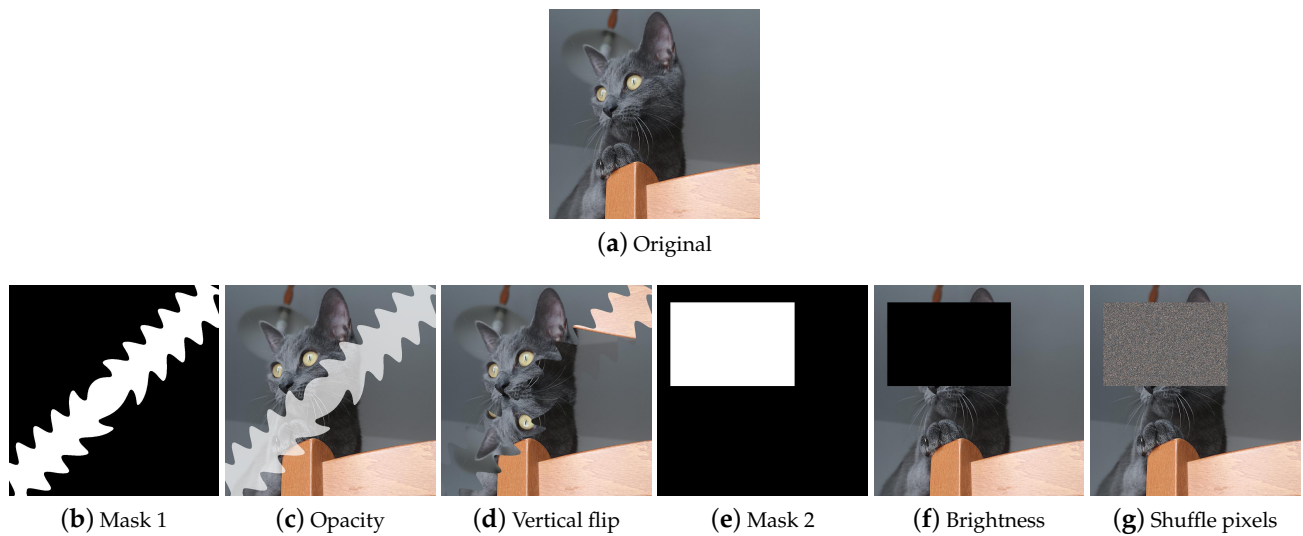 (a) Original
(b) Mask 1
(c) Opacity
(d) Vertical flip
(e) Mask 2
(f) Brightness
(g) Shuffle pixels